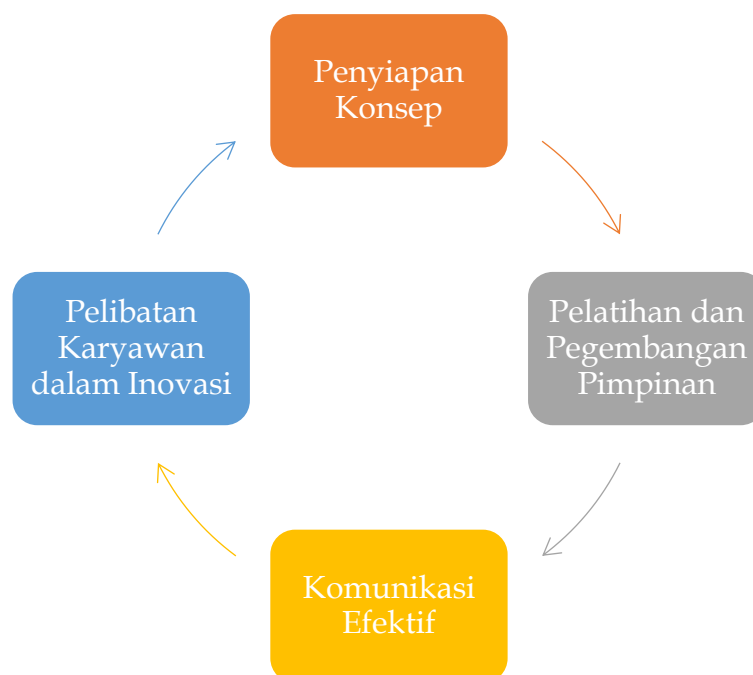 Penyiapan
Konsep
Pelatihan dan
Pegembangan
Pimpinan
Komunikasi
Efektif
Pelibatan
Karyawan
dalam Inovasi